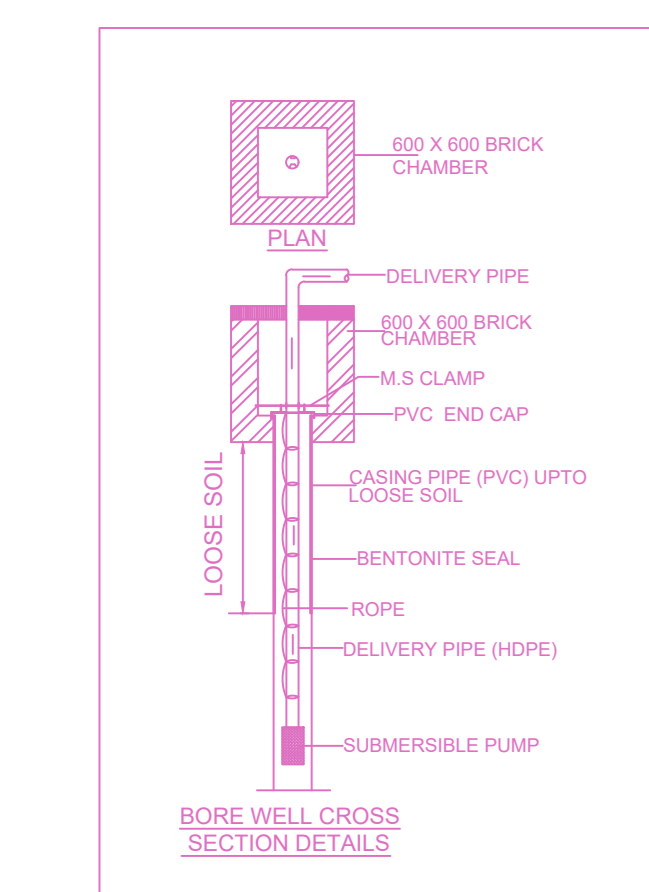 600 X 600 BRICK
CHAMBER
PLAN
DELIVERY PIPE
600 X 600 BRICK
CHAMBER
M.S CLAMP
PVC END CAP
LOOSE SOIL
CASING PIPE (PVC) UPTO
LOOSE SOIL
BENTONITE SEAL
ROPE
DELIVERY PIPE (HDPE)
SUBMERSIBLE PUMP
BORE WELL CROSS
SECTION DETAILS